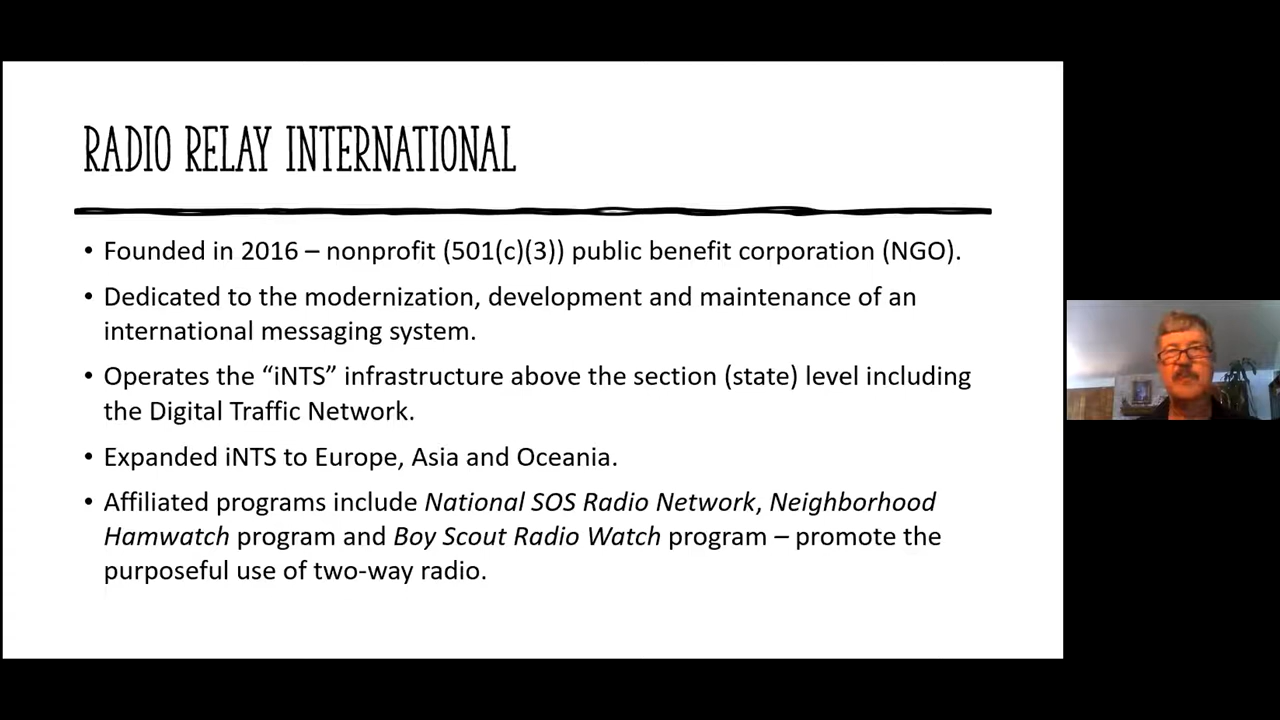 RADIO RELAY INTERNATIONAL
• Founded in 2016 – nonprofit (501(c)(3)) public benefit corporation (NGO).
• Dedicated to the modernization, development and maintenance of an
international messaging system.
• Operates the “iNTS” infrastructure above the section (state) level including
the Digital Traffic Network.
• Expanded iNTS to Europe, Asia and Oceania.
• Affiliated programs include National SOS Radio Network, Neighborhood
Hamwatch program and Boy Scout Radio Watch program – promote the
purposeful use of two-way radio.